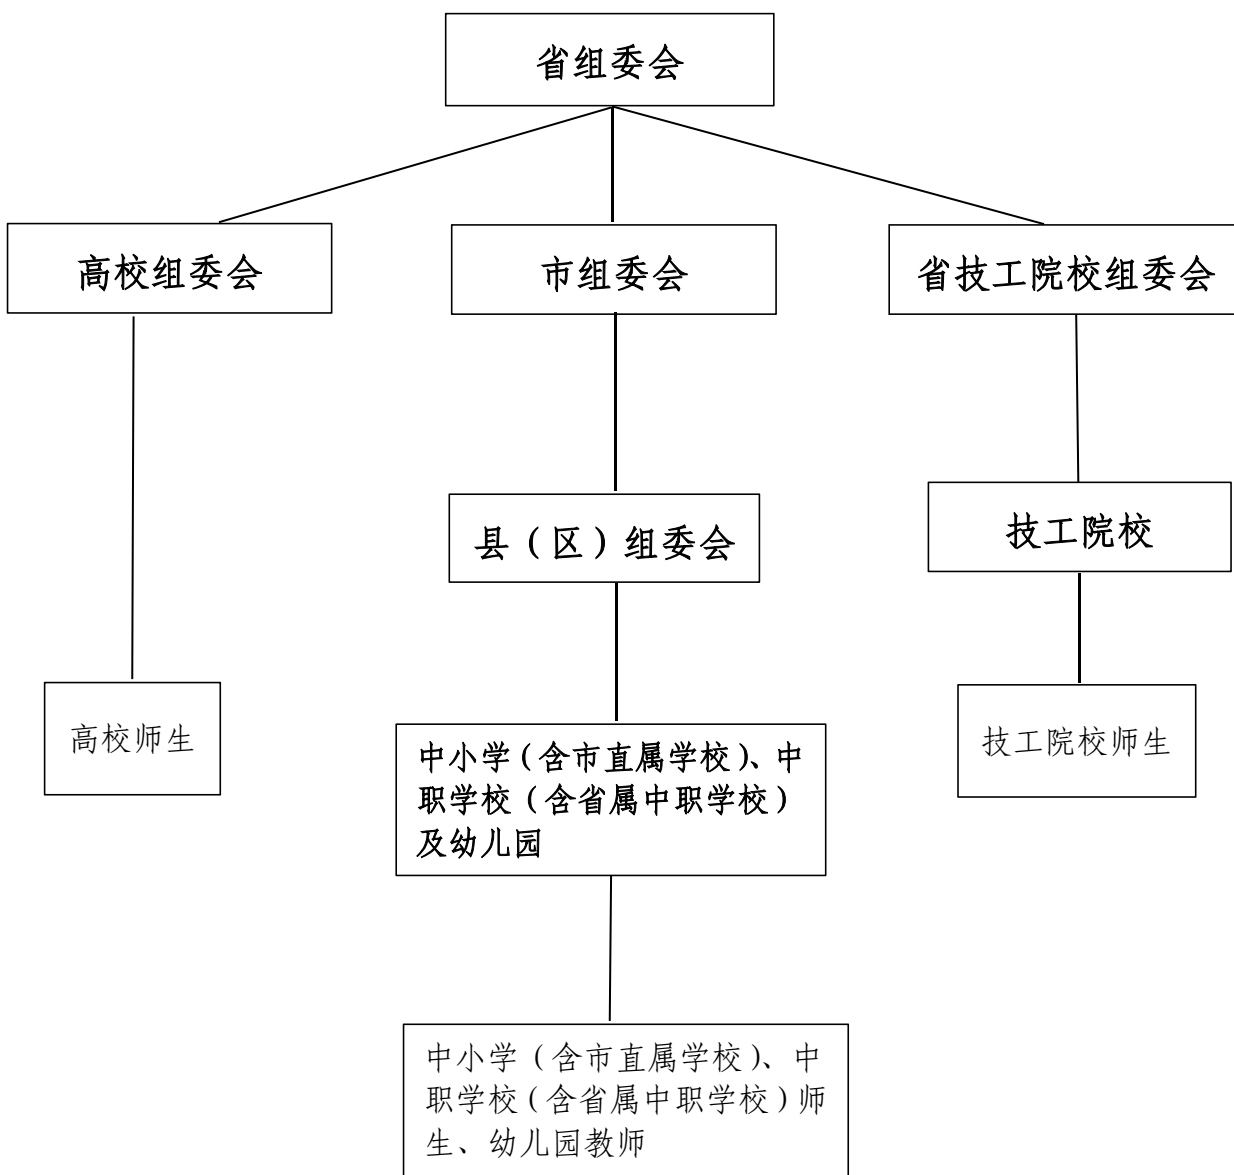 省组委会
高校组委会
市组委会
省技工院校组委会
县（区）组委会
技工院校
高校师生
技工院校师生
中小学（含市直属学校）、中
职学校（含省属中职学校）
及幼儿园
中小学（含市直属学校）、中
职学校（含省属中职学校）师
生、幼儿园教师